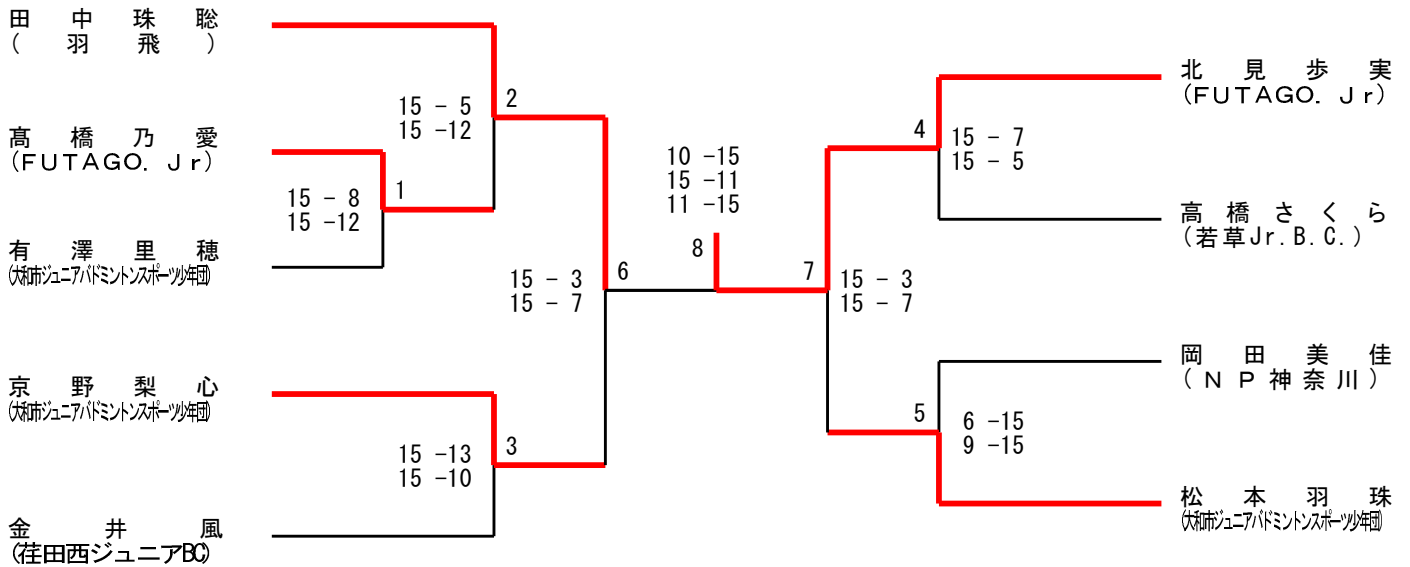 田中珠聡
(羽飛)
髙橋乃愛
(FUTAGO. Jr)
有澤里穂
(大和市ジュニアバドミントンスポーツ少年団)
京野梨心
(大和市ジュニアバドミントンスポーツ少年団)
金井風
(荏田西ジュニアBC)
15 - 8
15 -12
1
15 - 5
15 -12
2
15 -13
15 -10
3
15 - 3
15 - 7
6
10 -15
15 -11
11 -15
8
7
15 - 3
15 - 7
4
15 - 7
15 - 5
5
6 -15
9 -15
北見歩実
(FUTAGO. Jr)
高橋さくら
(若草Jr.B.C.)
岡田美佳
(NP神奈川)
松本羽珠
(大和市ジュニアバドミントンスポーツ少年団)